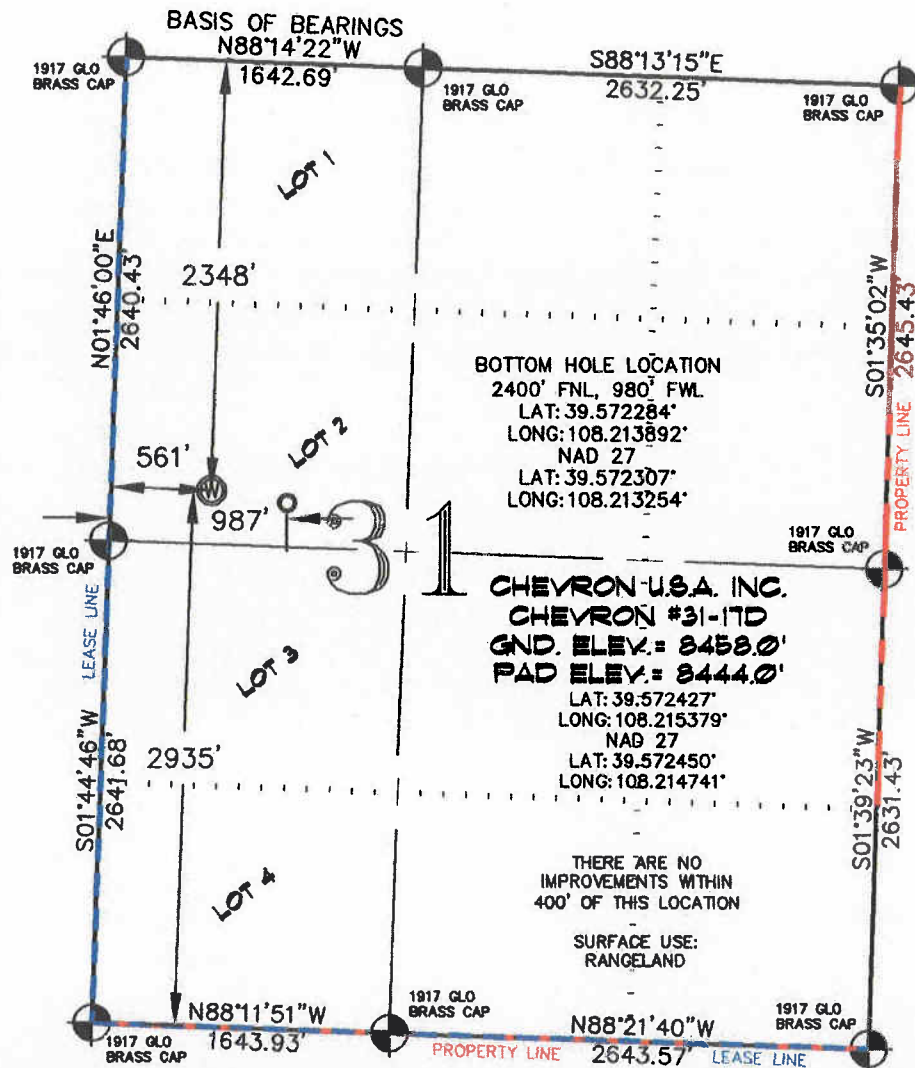 BASIS OF BEARINGS
N88°14'22"W
1642.69'
S88°13'15"E
2632.25'
1917 GLO
BRASS CAP
1917 GLO
BRASS CAP
1917 GLO
BRASS CAP
LOT 1
N01°46'00"E
2640.43'
2348'
S01°35'02"W
2645.43'
PROPERTY LINE
BOTTOM HOLE LOCATION
2400' FNL, 980' FWL
LAT: 39.572284°
LONG: 108.213892°
NAD 27
LAT: 39.572307°
LONG: 108.213254°
LOT 2
561'
W
987'
31
1917 GLO
BRASS CAP
1917 GLO
BRASS CAP
CHEVRON U.S.A. INC.
CHEVRON #31-17D
GND. ELEV.= 8458.0'
PAD ELEV.= 8444.0'
LAT: 39.572427°
LONG: 108.215379°
NAD 27
LAT: 39.572450°
LONG: 108.214741°
LEASE LINE
LOT 3
S01°44'46"W
2641.68'
2935'
S01°39'23"W
2631.43'
LOT 4
THERE ARE NO
IMPROVEMENTS WITHIN
400' OF THIS LOCATION
SURFACE USE:
RANGELAND
1917 GLO
BRASS CAP
N88°11'51"W
1643.93'
1917 GLO
BRASS CAP
N88°21'40"W
2643.57'
1917 GLO
BRASS CAP
PROPERTY LINE
LEASE LINE